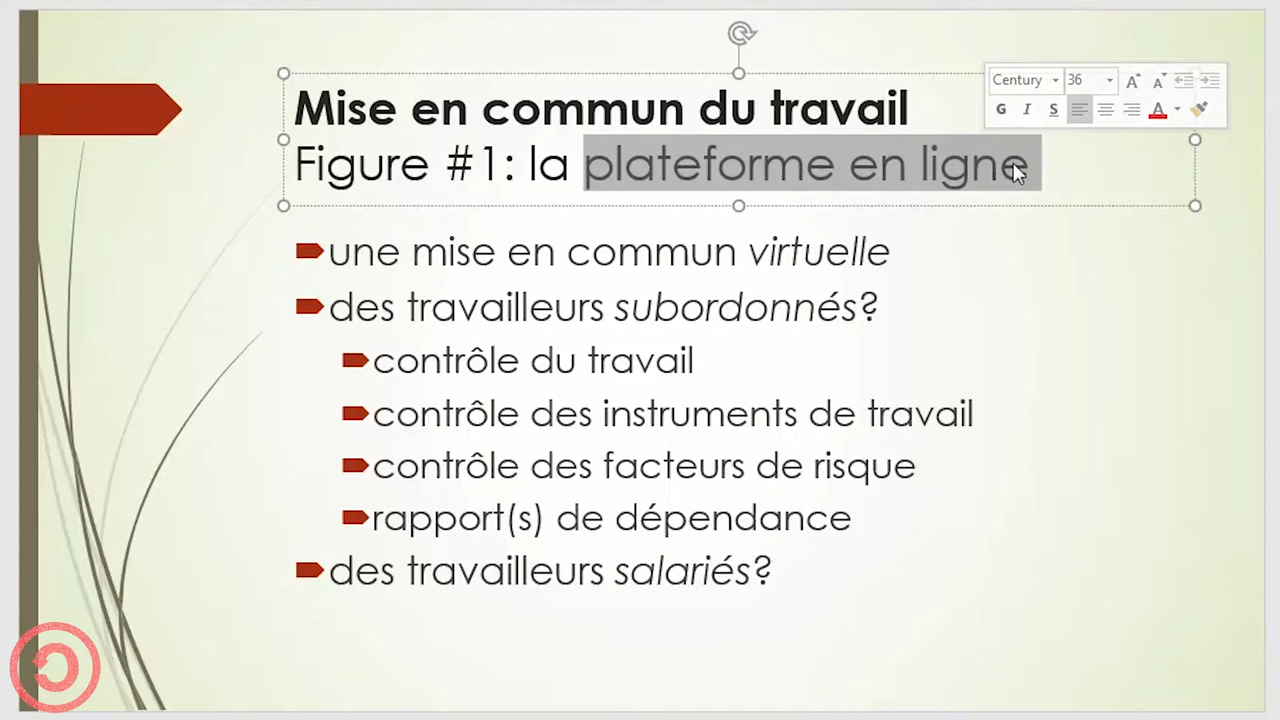 Mise en commun du travail
Figure #1: la plateforme en ligne
Century 36 A A
G I S A
une mise en commun virtuelle
des travailleurs subordonnés?
contrôle du travail
contrôle des instruments de travail
contrôle des facteurs de risque
rapport(s) de dépendance
des travailleurs salariés?